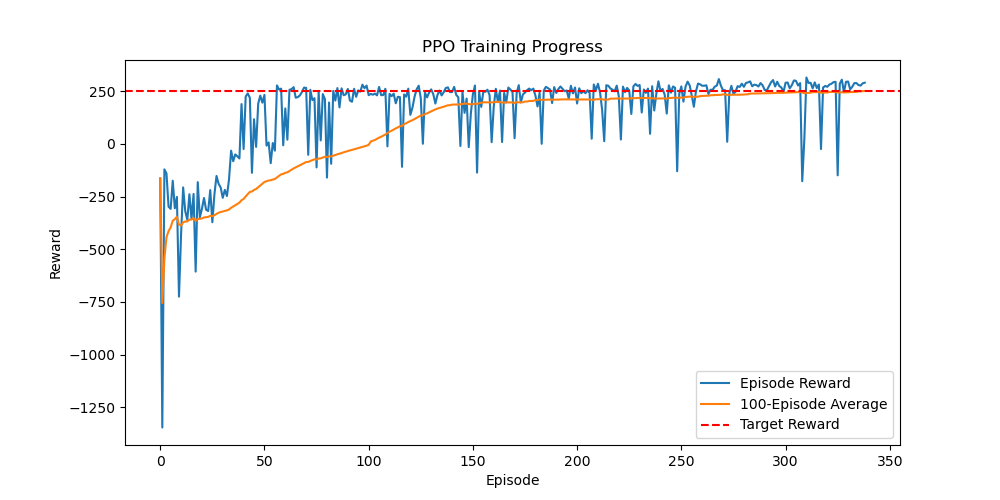 PPO Training Progress
Reward
250
0
−250
−500
−750
−1000
−1250
Episode Reward
100-Episode Average
Target Reward
0 50 100 150 200 250 300 350
Episode